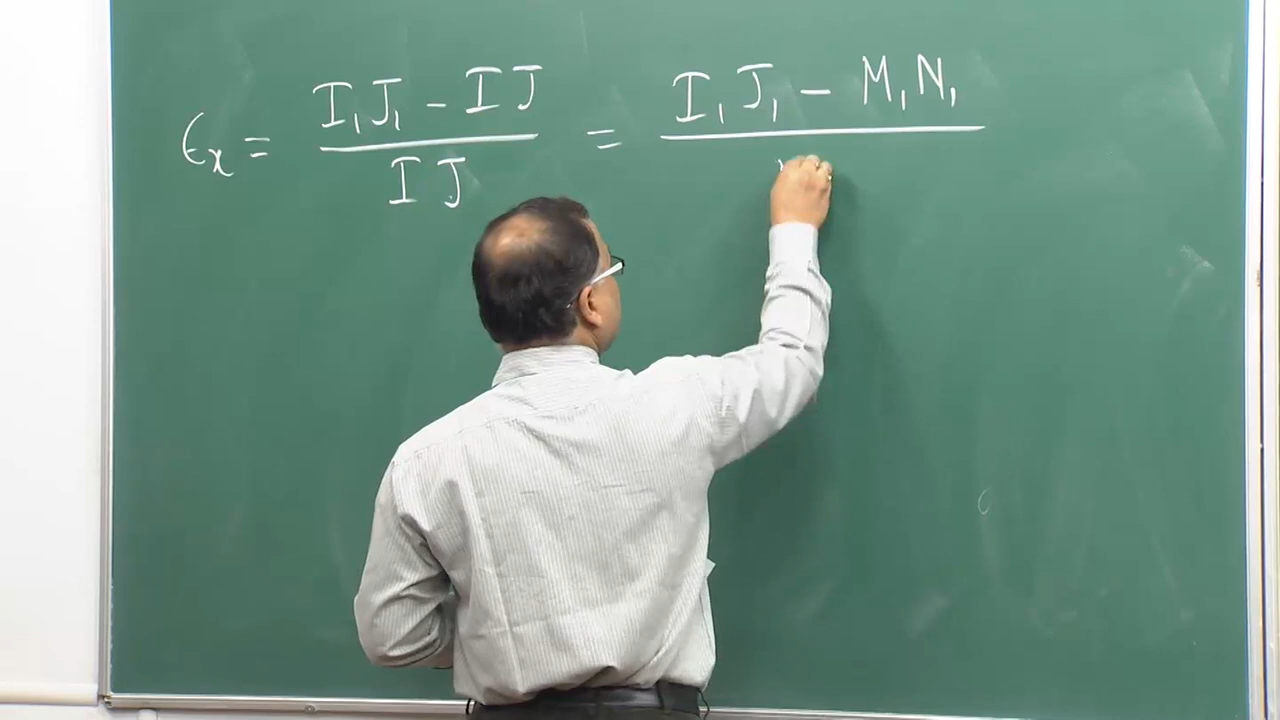 ϵₓ = (I₁J₁ - IJ) / (IJ) = (I₁J₁ - M₁N₁) /